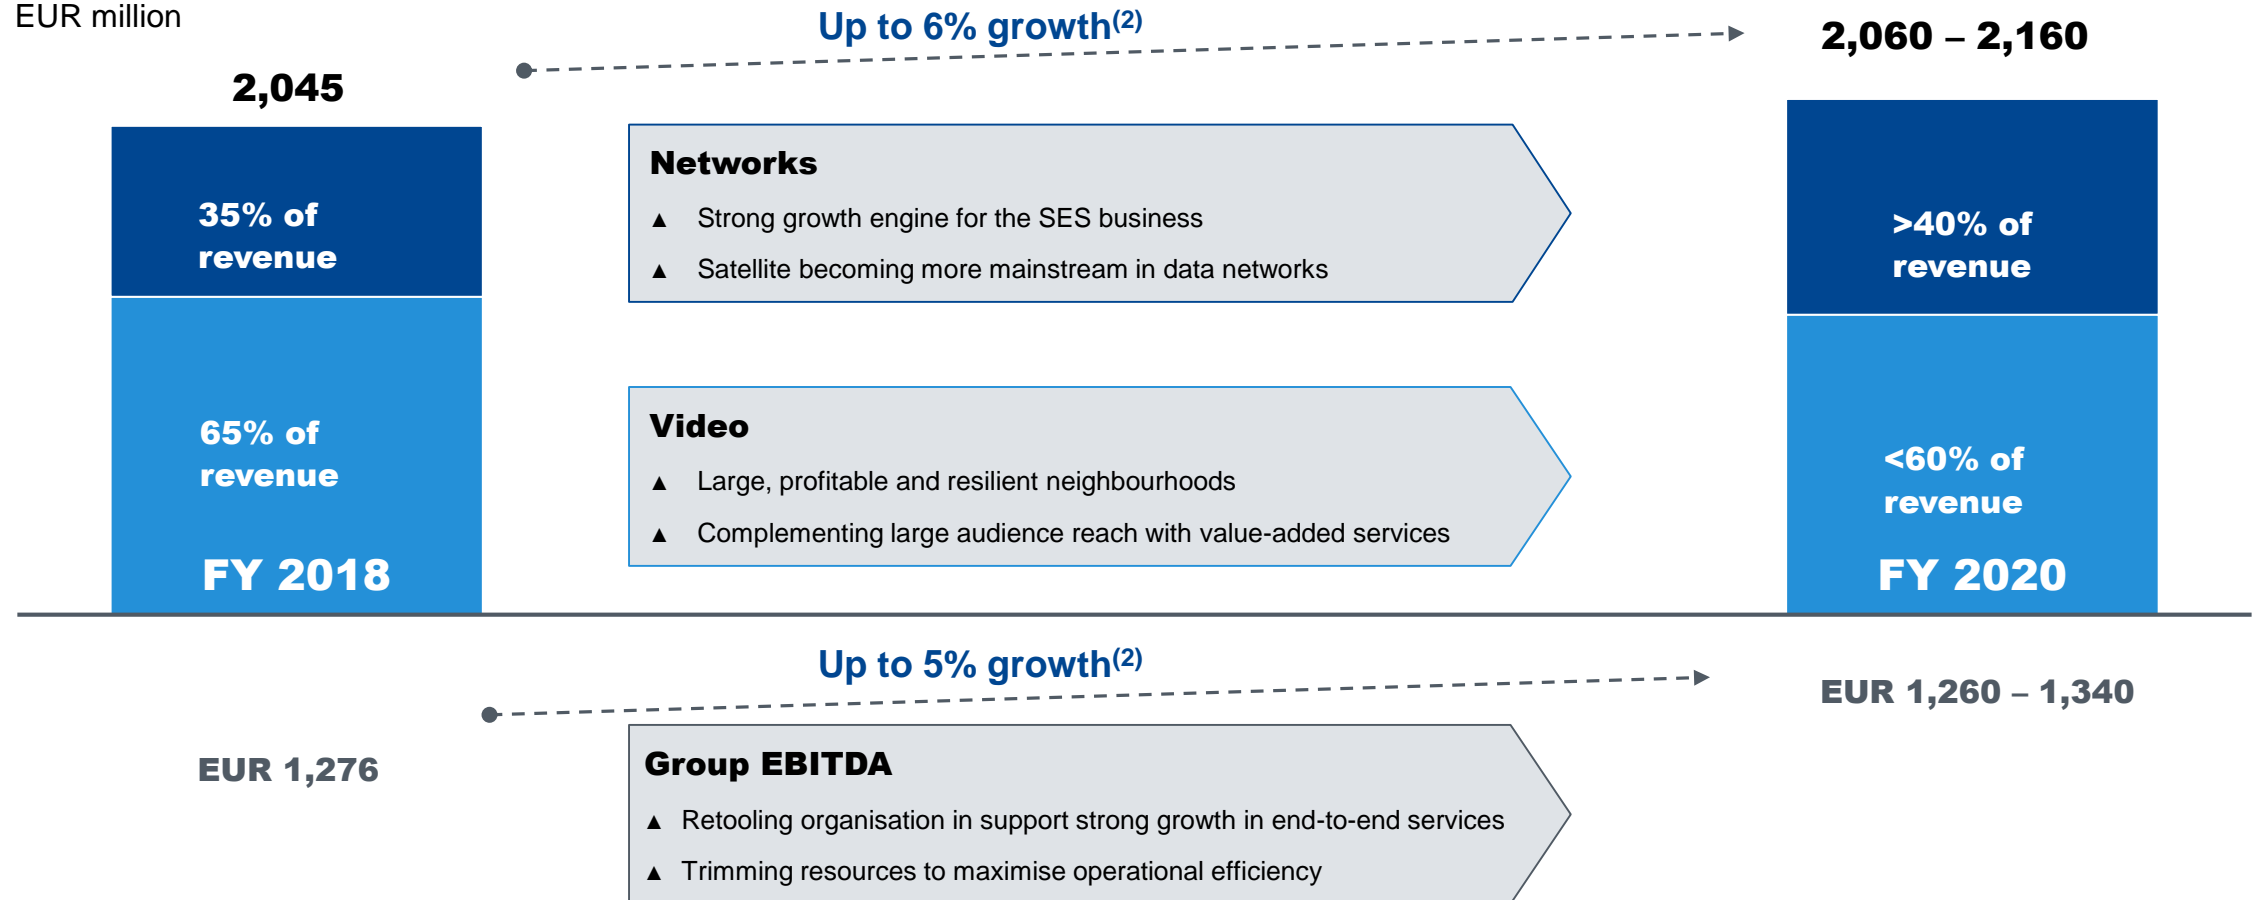 EUR million
Up to 6% growth(2)
2,060 – 2,160
2,045
35% of
revenue
Networks
▲ Strong growth engine for the SES business
▲ Satellite becoming more mainstream in data networks
>40% of
revenue
65% of
revenue
FY 2018
Video
▲ Large, profitable and resilient neighbourhoods
▲ Complementing large audience reach with value-added services
<60% of
revenue
FY 2020
Up to 5% growth(2)
EUR 1,260 – 1,340
EUR 1,276
Group EBITDA
▲ Retooling organisation in support strong growth in end-to-end services
▲ Trimming resources to maximise operational efficiency